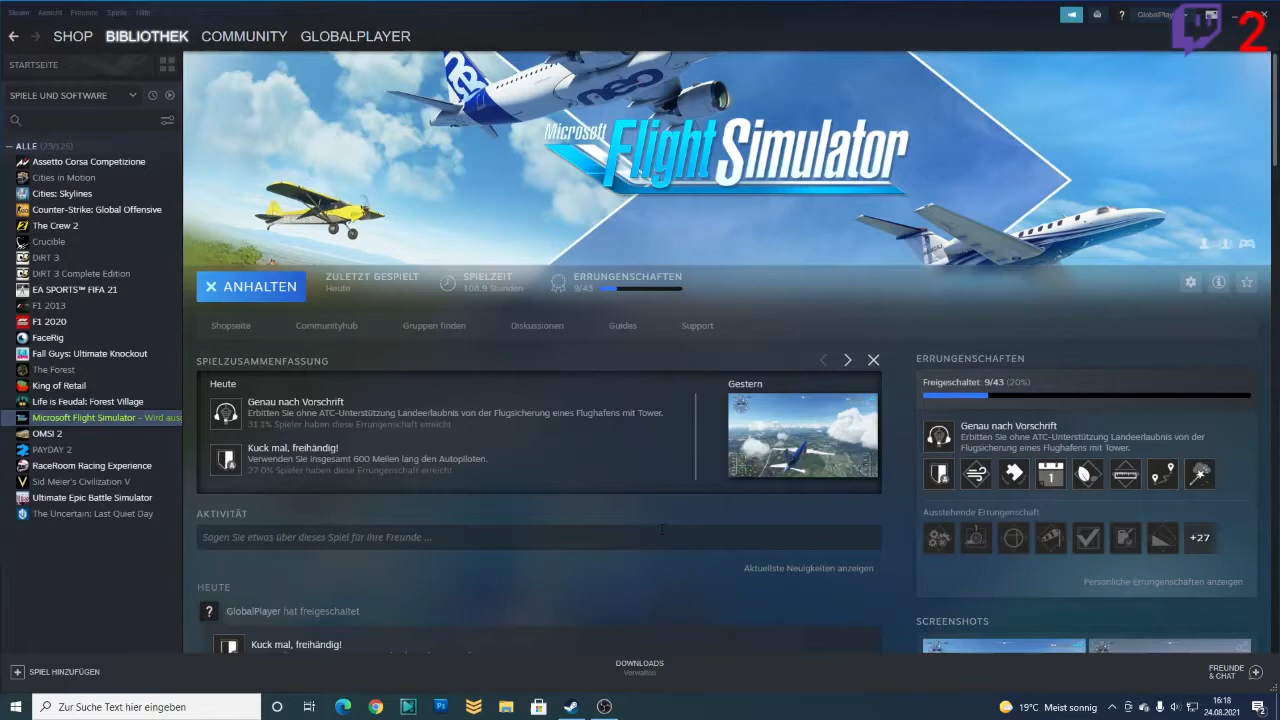 Steam Ansicht Freunde Spiele Hilfe
GlobalPlay
2
SHOP BIBLIOTHEK COMMUNITY GLOBALPLAYER
STARTSEITE
SPIELE UND SOFTWARE
ALLE (23/125)
Assetto Corsa Competizione
Cities in Motion
Cities: Skylines
Counter-Strike: Global Offensive
The Crew 2
Crucible
DIRT 3
DIRT 3 Complete Edition
EA SPORTS™ FIFA 21
F1 2013
F1 2020
FaceRig
Fall Guys: Ultimate Knockout
The Forest
King of Retail
Life is Feudal: Forest Village
Microsoft Flight Simulator - Wird aus
OMSI 2
PAYDAY 2
RaceRoom Racing Experience
Sid Meier's Civilization V
Ultimate Epic Battle Simulator
The Uncertain: Last Quiet Day
neo
Microsoft
Flight Simulator
ANHALTEN
ZULETZT GESPIELT
Heute
SPIELZEIT
108,9 Stunden
ERRUNGENSCHAFTEN
9/43
Shopseite Communityhub Gruppen finden Diskussionen Guides Support
SPIELZUSAMMENFASSUNG
Heute
Genau nach Vorschrift
Erbitten Sie ohne ATC-Unterstützung Landeerlaubnis von der Flugsicherung eines Flughafens mit Tower.
31.1% Spieler haben diese Errungenschaft erreicht
Kuck mal, freihändig!
Verwenden Sie insgesamt 600 Meilen lang den Autopiloten.
27.0% Spieler haben diese Errungenschaft erreicht
Gestern
AKTIVITÄT
Sagen Sie etwas über dieses Spiel für Ihre Freunde ...
Aktuellste Neuigkeiten anzeigen
HEUTE
GlobalPlayer hat freigeschaltet
Kuck mal, freihändig!
ERRUNGENSCHAFTEN
Freigeschaltet: 9/43 (20%)
Genau nach Vorschrift
Erbitten Sie ohne ATC-Unterstützung Landeerlaubnis von der
Flugsicherung eines Flughafens mit Tower.
Ausstehende Errungenschaft
+27
Persönliche Errungenschaften anzeigen
SCREENSHOTS
SPIEL HINZUFÜGEN
DOWNLOADS
Verwalten
FREUNDE
& CHAT
Zur Suche Text hier eingeben
19°C Meist sonnig
16:18
24.08.2021
2